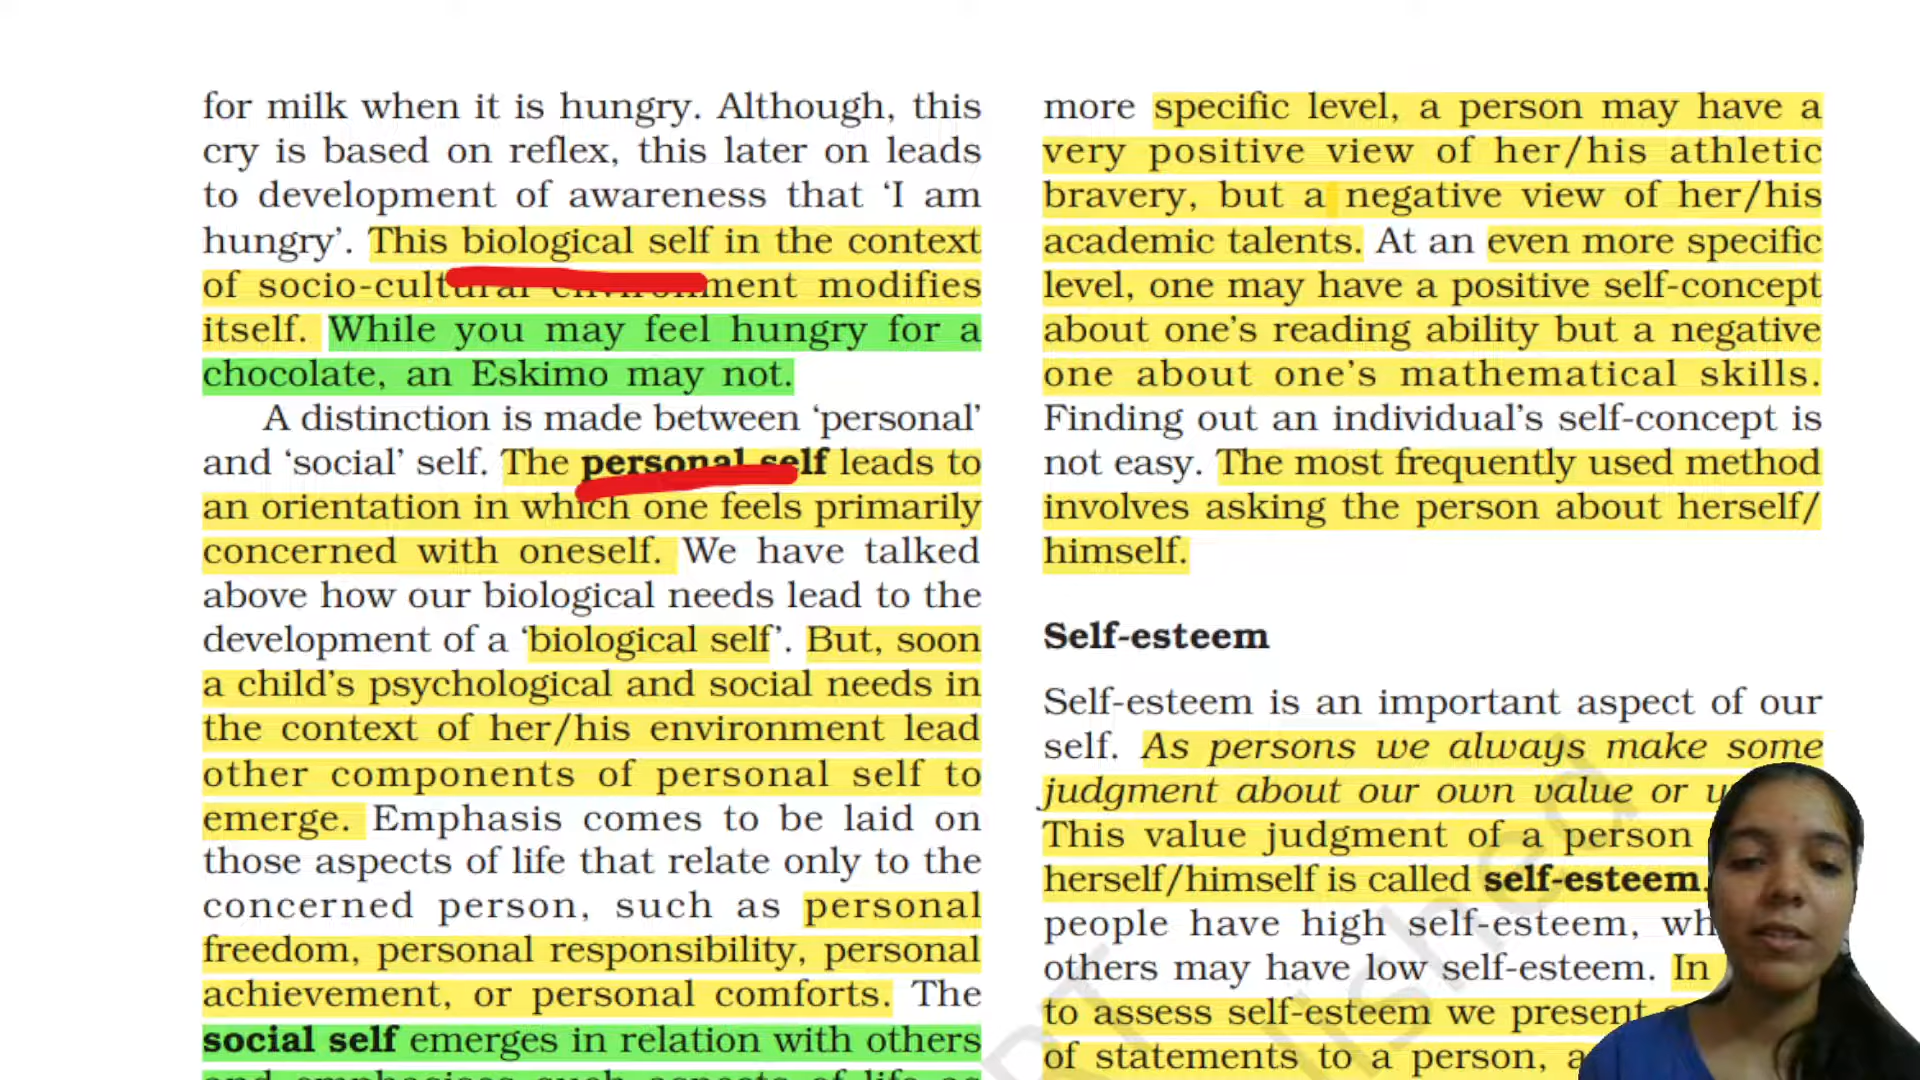 for milk when it is hungry. Although, this
cry is based on reflex, this later on leads
to development of awareness that ‘I am
hungry’. This biological self in the context
of socio-cultural environment modifies
itself. While you may feel hungry for a
chocolate, an Eskimo may not.
A distinction is made between ‘personal’
and ‘social’ self. The personal self leads to
an orientation in which one feels primarily
concerned with oneself. We have talked
above how our biological needs lead to the
development of a ‘biological self’. But, soon
a child’s psychological and social needs in
the context of her/his environment lead
other components of personal self to
emerge. Emphasis comes to be laid on
those aspects of life that relate only to the
concerned person, such as personal
freedom, personal responsibility, personal
achievement, or personal comforts. The
social self emerges in relation with others
and emphasises such aspects of life as
more specific level, a person may have a
very positive view of her/his athletic
bravery, but a negative view of her/his
academic talents. At an even more specific
level, one may have a positive self-concept
about one’s reading ability but a negative
one about one’s mathematical skills.
Finding out an individual’s self-concept is
not easy. The most frequently used method
involves asking the person about herself/
himself.
Self-esteem
Self-esteem is an important aspect of our
self. As persons we always make some
judgment about our own value or
This value judgment of a person
herself/himself is called self-esteem.
people have high self-esteem,
others may have low self-esteem. In
to assess self-esteem we present
of statements to a person,